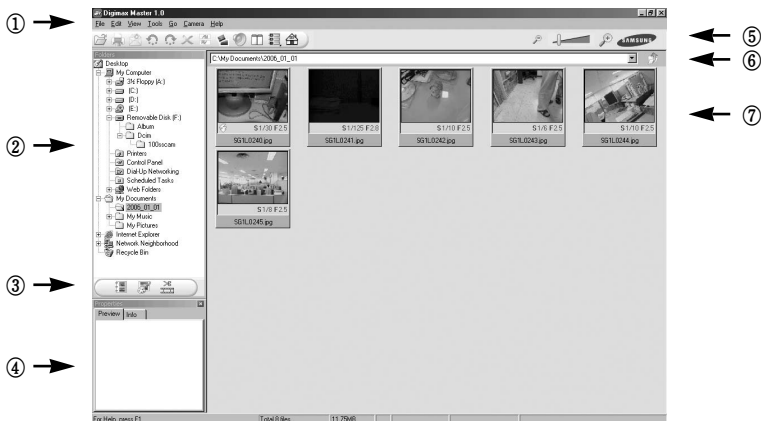 Digimax Master 1.0
①
File Edit View Tools Go Camera Help
SAMSUNG
⑤
Folders
C:\My Documents\2006_01_01
⑥
Desktop
My Computer
3½ Floppy (A:)
(C:)
(D:)
(E:)
Removable Disk (F:)
Album
Dcim
100sscam
②
Printers
Control Panel
Dial-Up Networking
Scheduled Tasks
Web Folders
My Documents
2006_01_01
My Music
My Pictures
Internet Explorer
Network Neighborhood
Recycle Bin
⑦
S1/30 F2.5
SG1L0240.jpg
S1/125 F2.8
SG1L0241.jpg
S1/10 F2.5
SG1L0242.jpg
S1/6 F2.5
SG1L0243.jpg
S1/10 F2.5
SG1L0244.jpg
S1/8 F2.5
SG1L0245.jpg
③
Properties
Preview Info
④
For Help, press F1 Total 8 files 11.75MB